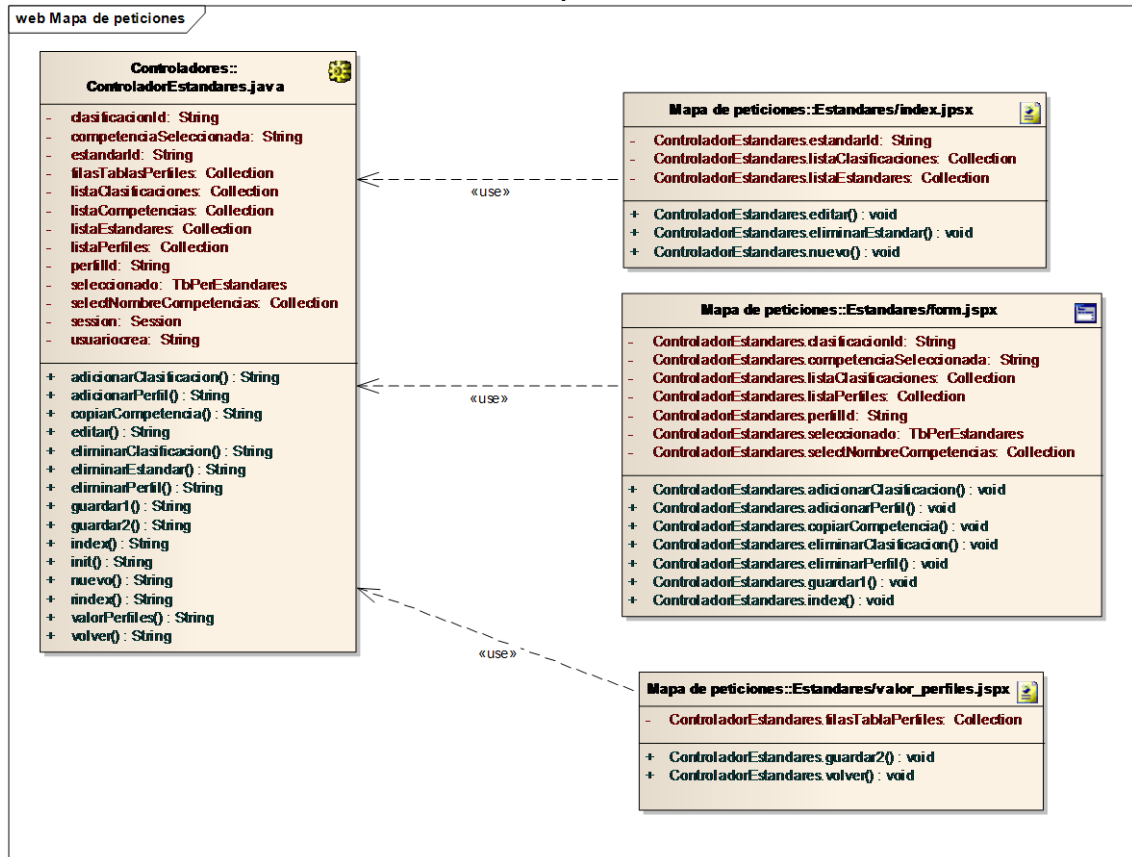 web Mapa de peticiones
Controladores::
ControladorEstandares.java
- clasificacionId: String
- competenciaSeleccionada: String
- estandarId: String
- filasTablasPerfiles: Collection
- listaClasificaciones: Collection
- listaCompetencias: Collection
- listaEstandares: Collection
- listaPerfiles: Collection
- perfilId: String
- seleccionado: TbPerEstandares
- selectNombreCompetencias: Collection
- session: Session
- usuariocrea: String
+ adicionarClasificacion() : String
+ adicionarPerfil() : String
+ copiarCompetencia() : String
+ editar() : String
+ eliminarClasificacion() : String
+ eliminarEstandar() : String
+ eliminarPerfil() : String
+ guardar1() : String
+ guardar2() : String
+ index() : String
+ init() : String
+ nuevo() : String
+ rindex() : String
+ valorPerfiles() : String
+ volver() : String
«use»
«use»
«use»
Mapa de peticiones::Estandares/index.jpsx
- ControladorEstandares.estandarId: String
- ControladorEstandares.listaClasificaciones: Collection
- ControladorEstandares.listaEstandares: Collection
+ ControladorEstandares.editar() : void
+ ControladorEstandares.eliminarEstandar() : void
+ ControladorEstandares.nuevo() : void
Mapa de peticiones::Estandares/form.jspx
- ControladorEstandares.clasificacionId: String
- ControladorEstandares.competenciaSeleccionada: String
- ControladorEstandares.listaClasificaciones: Collection
- ControladorEstandares.listaPerfiles: Collection
- ControladorEstandares.perfilId: String
- ControladorEstandares.seleccionado: TbPerEstandares
- ControladorEstandares.selectNombreCompetencias: Collection
+ ControladorEstandares.adicionarClasificacion() : void
+ ControladorEstandares.adicionarPerfil() : void
+ ControladorEstandares.copiarCompetencia() : void
+ ControladorEstandares.eliminarClasificacion() : void
+ ControladorEstandares.eliminarPerfil() : void
+ ControladorEstandares.guardar1() : void
+ ControladorEstandares.index() : void
Mapa de peticiones::Estandares/valor_perfiles.jspx
- ControladorEstandares.filasTablaPerfiles: Collection
+ ControladorEstandares.guardar2() : void
+ ControladorEstandares.volver() : void